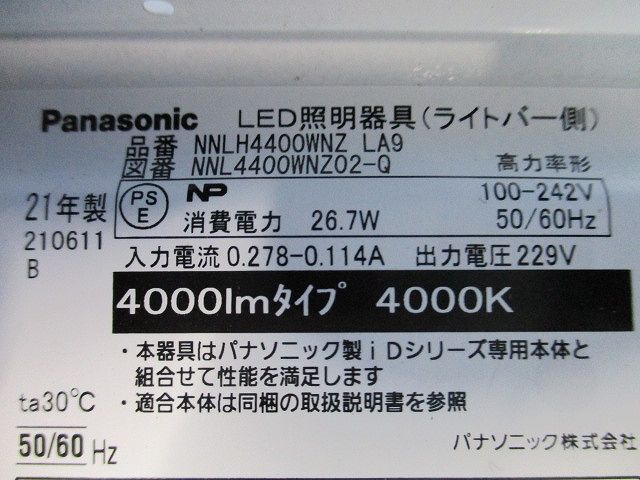 Panasonic LED照明器具(ライトバー側)
品番 NNLH4400WNZ LA9
図番 NNL4400WNZ02-Q 高力率形
21年製 PSE NP 100-242V
消費電力 26.7W 50/60Hz
210611
B 入力電流 0.278-0.114A 出力電圧 229V
4000lmタイプ 4000K
・本器具はパナソニック製iDシリーズ専用本体と
組合せて性能を満足します
ta30℃ ・適合本体は同梱の取扱説明書を参照
50/60 Hz パナソニック株式会社